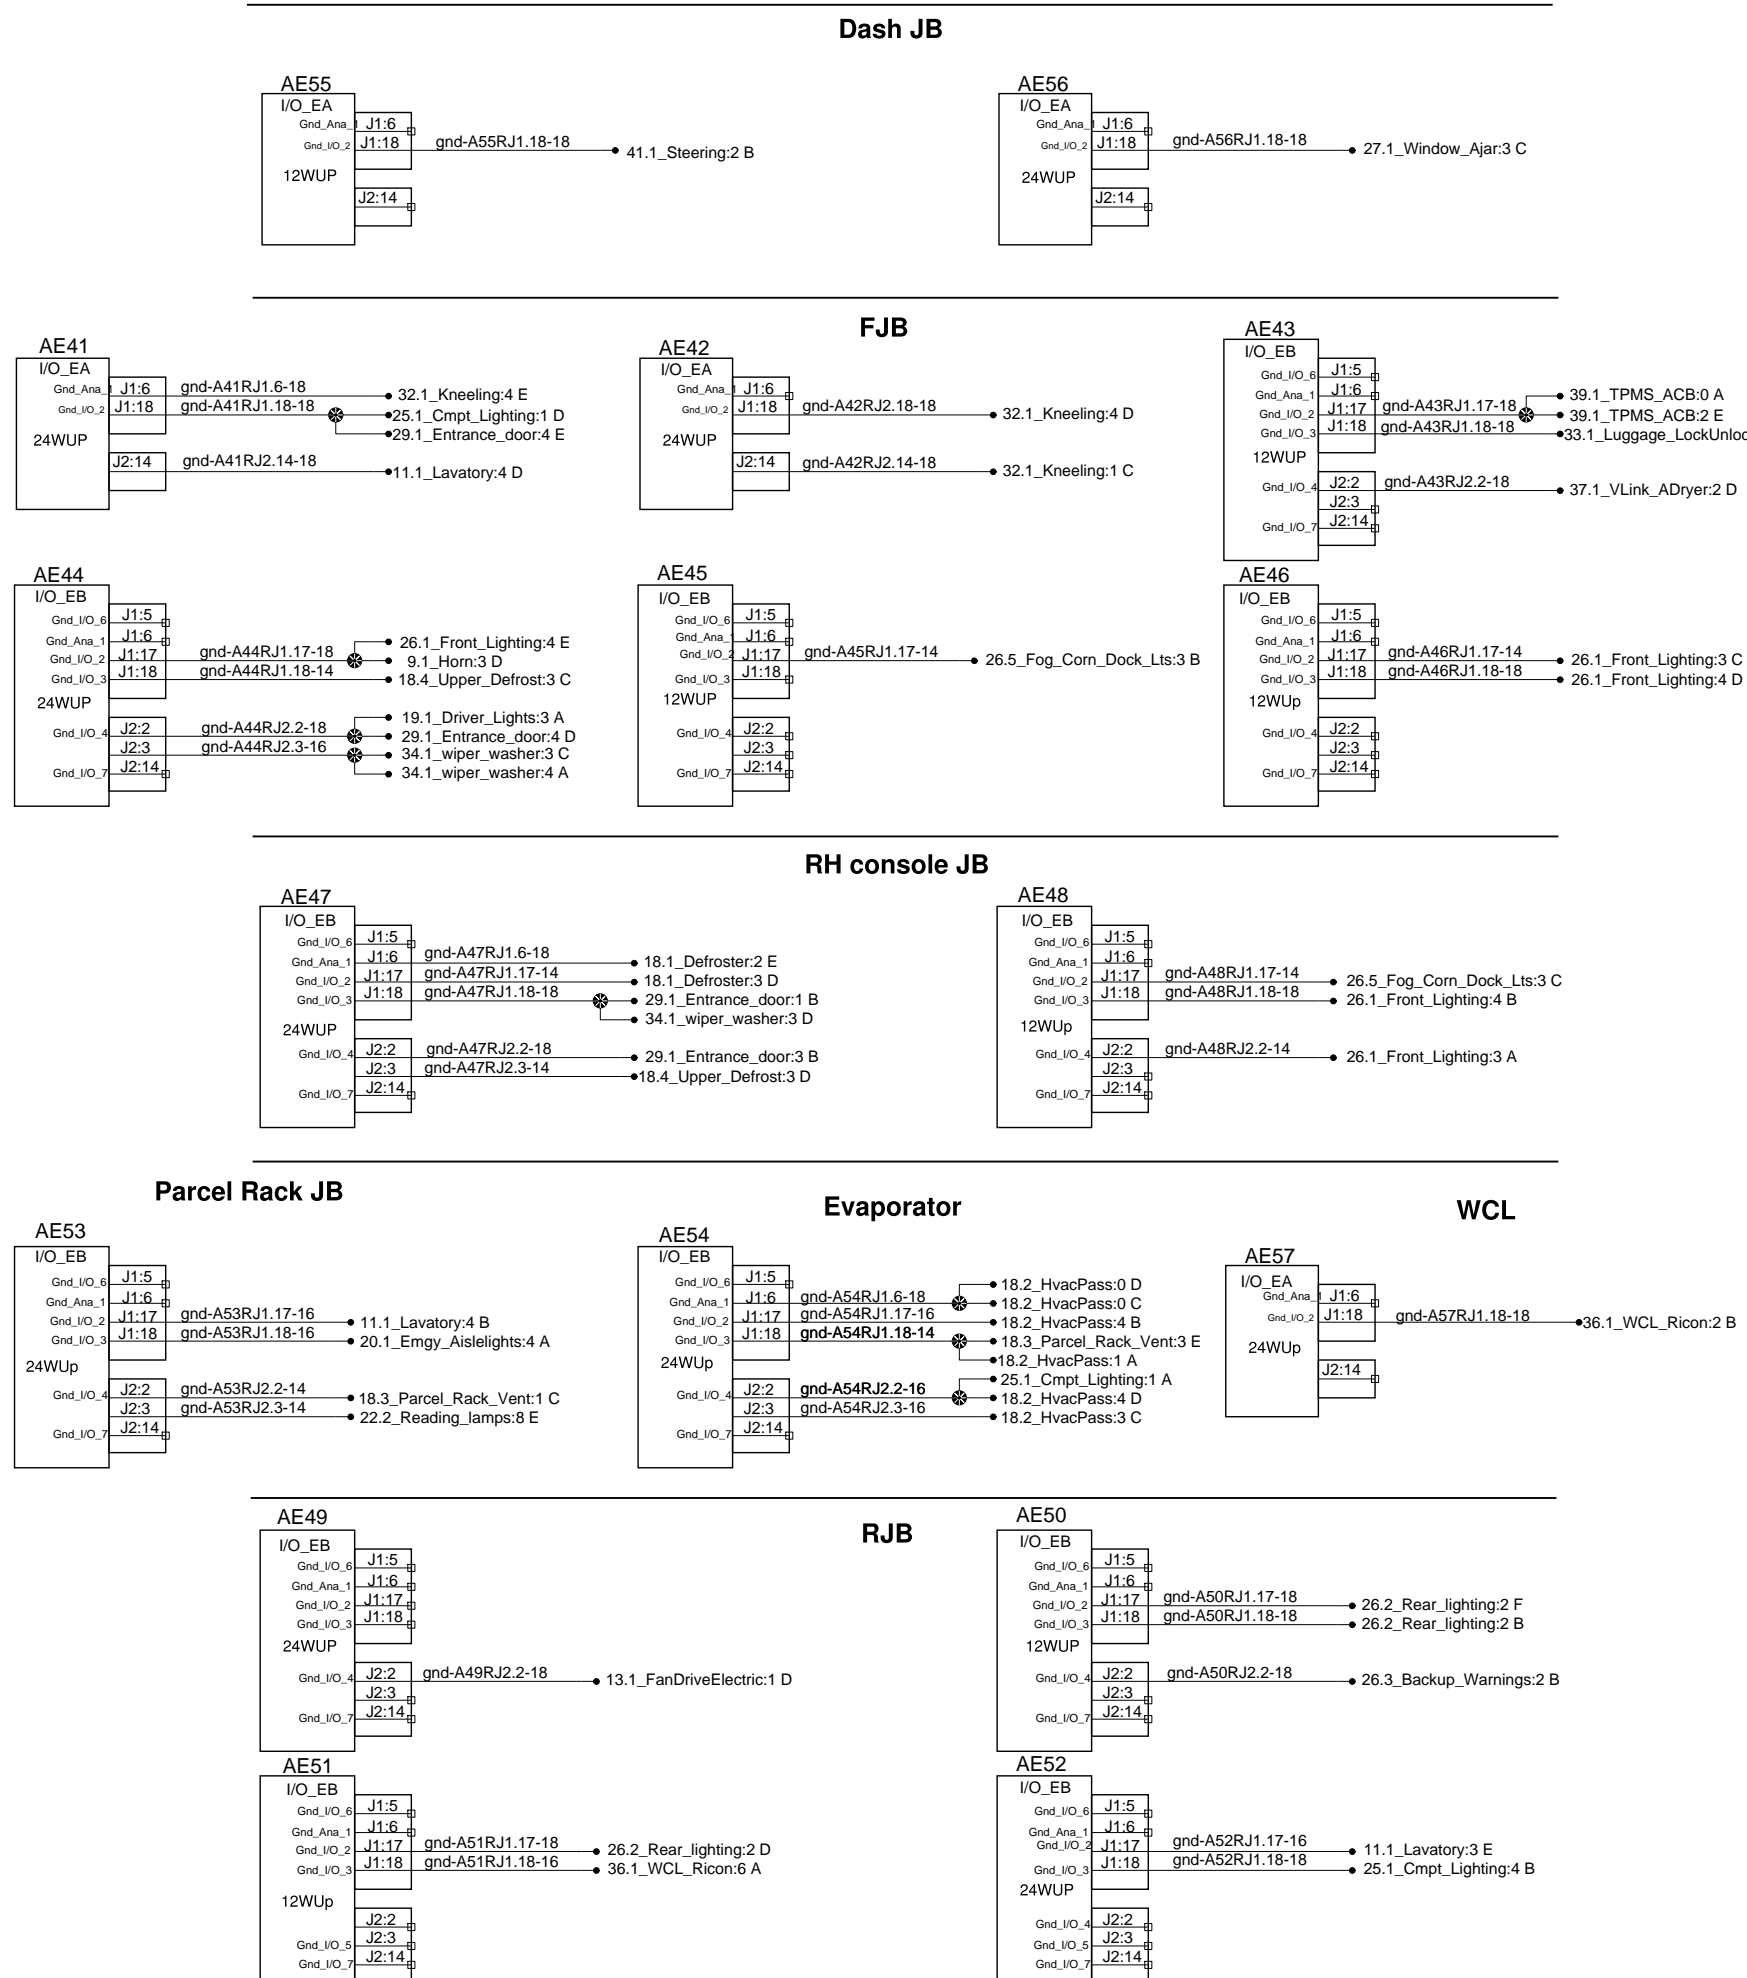 Dash JB
AE55
I/O_EA
Gnd_Ana_1 J1:6
Gnd_I/O_2 J1:18 gnd-A55RJ1.18-18 41.1_Steering:2 B
12WUP
J2:14
AE56
I/O_EA
Gnd_Ana_1 J1:6
Gnd_I/O_2 J1:18 gnd-A56RJ1.18-18 27.1_Window_Ajar:3 C
24WUP
J2:14
FJB
AE41
I/O_EA
Gnd_Ana_1 J1:6 gnd-A41RJ1.6-18 32.1_Kneeling:4 E
Gnd_I/O_2 J1:18 gnd-A41RJ1.18-18 25.1_Cmpt_Lighting:1 D
29.1_Entrance_door:4 E
24WUP
J2:14 gnd-A41RJ2.14-18 11.1_Lavatory:4 D
AE42
I/O_EA
Gnd_Ana_1 J1:6
Gnd_I/O_2 J1:18 gnd-A42RJ2.18-18 32.1_Kneeling:4 D
24WUP
J2:14 gnd-A42RJ2.14-18 32.1_Kneeling:1 C
AE43
I/O_EB
Gnd_I/O_6 J1:5
Gnd_Ana_1 J1:6 39.1_TPMS_ACB:0 A
Gnd_I/O_2 J1:17 gnd-A43RJ1.17-18 39.1_TPMS_ACB:2 E
Gnd_I/O_3 J1:18 gnd-A43RJ1.18-18 33.1_Luggage_LockUnloc
12WUP
Gnd_I/O_4 J2:2 gnd-A43RJ2.2-18 37.1_VLink_ADryer:2 D
J2:3
Gnd_I/O_7 J2:14
AE44
I/O_EB
Gnd_I/O_6 J1:5
Gnd_Ana_1 J1:6 26.1_Front_Lighting:4 E
Gnd_I/O_2 J1:17 gnd-A44RJ1.17-18 9.1_Horn:3 D
Gnd_I/O_3 J1:18 gnd-A44RJ1.18-14 18.4_Upper_Defrost:3 C
24WUP
19.1_Driver_Lights:3 A
Gnd_I/O_4 J2:2 gnd-A44RJ2.2-18 29.1_Entrance_door:4 D
J2:3 gnd-A44RJ2.3-16 34.1_wiper_washer:3 C
Gnd_I/O_7 J2:14 34.1_wiper_washer:4 A
AE45
I/O_EB
Gnd_I/O_6 J1:5
Gnd_Ana_1 J1:6
Gnd_I/O_2 J1:17 gnd-A45RJ1.17-14 26.5_Fog_Corn_Dock_Lts:3 B
Gnd_I/O_3 J1:18
12WUP
Gnd_I/O_4 J2:2
J2:3
Gnd_I/O_7 J2:14
AE46
I/O_EB
Gnd_I/O_6 J1:5
Gnd_Ana_1 J1:6
Gnd_I/O_2 J1:17 gnd-A46RJ1.17-14 26.1_Front_Lighting:3 C
Gnd_I/O_3 J1:18 gnd-A46RJ1.18-18 26.1_Front_Lighting:4 D
12WUp
Gnd_I/O_4 J2:2
J2:3
Gnd_I/O_7 J2:14
RH console JB
AE47
I/O_EB
Gnd_I/O_6 J1:5
Gnd_Ana_1 J1:6 gnd-A47RJ1.6-18 18.1_Defroster:2 E
Gnd_I/O_2 J1:17 gnd-A47RJ1.17-14 18.1_Defroster:3 D
Gnd_I/O_3 J1:18 gnd-A47RJ1.18-18 29.1_Entrance_door:1 B
34.1_wiper_washer:3 D
24WUP
Gnd_I/O_4 J2:2 gnd-A47RJ2.2-18 29.1_Entrance_door:3 B
J2:3 gnd-A47RJ2.3-14 18.4_Upper_Defrost:3 D
Gnd_I/O_7 J2:14
AE48
I/O_EB
Gnd_I/O_6 J1:5
Gnd_Ana_1 J1:6
Gnd_I/O_2 J1:17 gnd-A48RJ1.17-14 26.5_Fog_Corn_Dock_Lts:3 C
Gnd_I/O_3 J1:18 gnd-A48RJ1.18-18 26.1_Front_Lighting:4 B
12WUp
Gnd_I/O_4 J2:2 gnd-A48RJ2.2-14 26.1_Front_Lighting:3 A
J2:3
Gnd_I/O_7 J2:14
Parcel Rack JB
AE53
I/O_EB
Gnd_I/O_6 J1:5
Gnd_Ana_1 J1:6
Gnd_I/O_2 J1:17 gnd-A53RJ1.17-16 11.1_Lavatory:4 B
Gnd_I/O_3 J1:18 gnd-A53RJ1.18-16 20.1_Emgy_Aislelights:4 A
24WUp
Gnd_I/O_4 J2:2 gnd-A53RJ2.2-14 18.3_Parcel_Rack_Vent:1 C
J2:3 gnd-A53RJ2.3-14 22.2_Reading_lamps:8 E
Gnd_I/O_7 J2:14
Evaporator
AE54
I/O_EB
Gnd_I/O_6 J1:5 18.2_HvacPass:0 D
Gnd_Ana_1 J1:6 gnd-A54RJ1.6-18 18.2_HvacPass:0 C
Gnd_I/O_2 J1:17 gnd-A54RJ1.17-16 18.2_HvacPass:4 B
Gnd_I/O_3 J1:18 gnd-A54RJ1.18-14 18.3_Parcel_Rack_Vent:3 E
24WUp 18.2_HvacPass:1 A
25.1_Cmpt_Lighting:1 A
Gnd_I/O_4 J2:2 gnd-A54RJ2.2-16 18.2_HvacPass:4 D
J2:3 gnd-A54RJ2.3-16 18.2_HvacPass:3 C
Gnd_I/O_7 J2:14
WCL
AE57
I/O_EA
Gnd_Ana_1 J1:6
Gnd_I/O_2 J1:18 gnd-A57RJ1.18-18 36.1_WCL_Ricon:2 B
24WUp
J2:14
RJB
AE49
I/O_EB
Gnd_I/O_6 J1:5
Gnd_Ana_1 J1:6
Gnd_I/O_2 J1:17
Gnd_I/O_3 J1:18
24WUP
Gnd_I/O_4 J2:2 gnd-A49RJ2.2-18 13.1_FanDriveElectric:1 D
J2:3
Gnd_I/O_7 J2:14
AE50
I/O_EB
Gnd_I/O_6 J1:5
Gnd_Ana_1 J1:6
Gnd_I/O_2 J1:17 gnd-A50RJ1.17-18 26.2_Rear_lighting:2 F
Gnd_I/O_3 J1:18 gnd-A50RJ1.18-18 26.2_Rear_lighting:2 B
12WUP
Gnd_I/O_4 J2:2 gnd-A50RJ2.2-18 26.3_Backup_Warnings:2 B
J2:3
Gnd_I/O_7 J2:14
AE51
I/O_EB
Gnd_I/O_6 J1:5
Gnd_Ana_1 J1:6
Gnd_I/O_2 J1:17 gnd-A51RJ1.17-18 26.2_Rear_lighting:2 D
Gnd_I/O_3 J1:18 gnd-A51RJ1.18-16 36.1_WCL_Ricon:6 A
12WUp
J2:2
Gnd_I/O_5 J2:3
Gnd_I/O_7 J2:14
AE52
I/O_EB
Gnd_I/O_6 J1:5
Gnd_Ana_1 J1:6
Gnd_I/O_2 J1:17 gnd-A52RJ1.17-16 11.1_Lavatory:3 E
Gnd_I/O_3 J1:18 gnd-A52RJ1.18-18 25.1_Cmpt_Lighting:4 B
24WUP
Gnd_I/O_4 J2:2
Gnd_I/O_5 J2:3
Gnd_I/O_7 J2:14